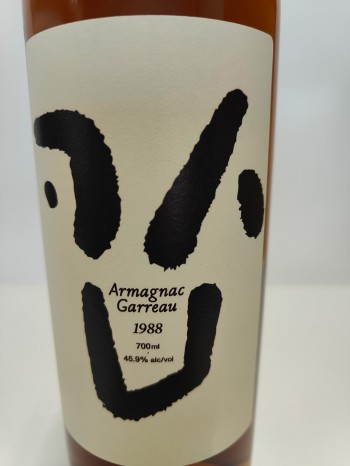 Armagnac
Garreau
1988
700ml
45.9% alc/vol